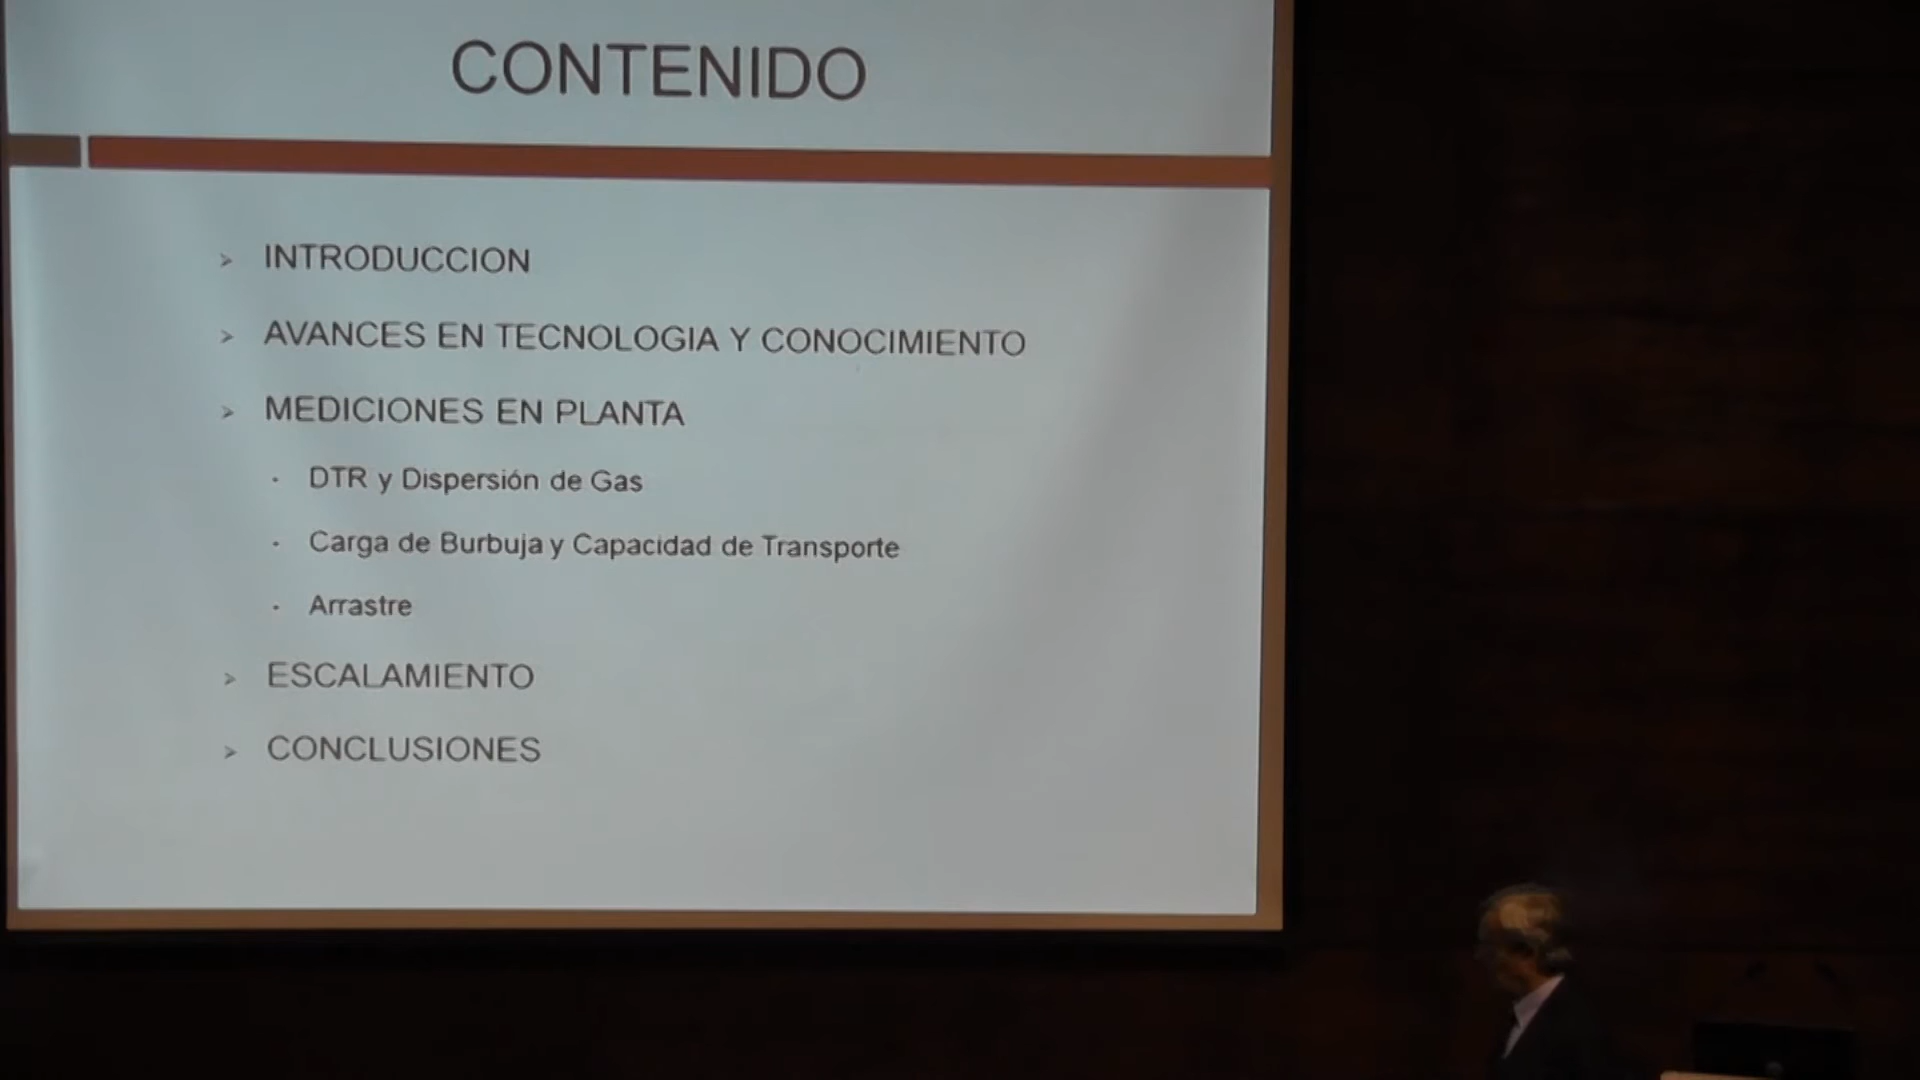 CONTENIDO
INTRODUCCION
AVANCES EN TECNOLOGIA Y CONOCIMIENTO
MEDICIONES EN PLANTA
DTR y Dispersión de Gas
Carga de Burbuja y Capacidad de Transporte
Arrastre
ESCALAMIENTO
CONCLUSIONES